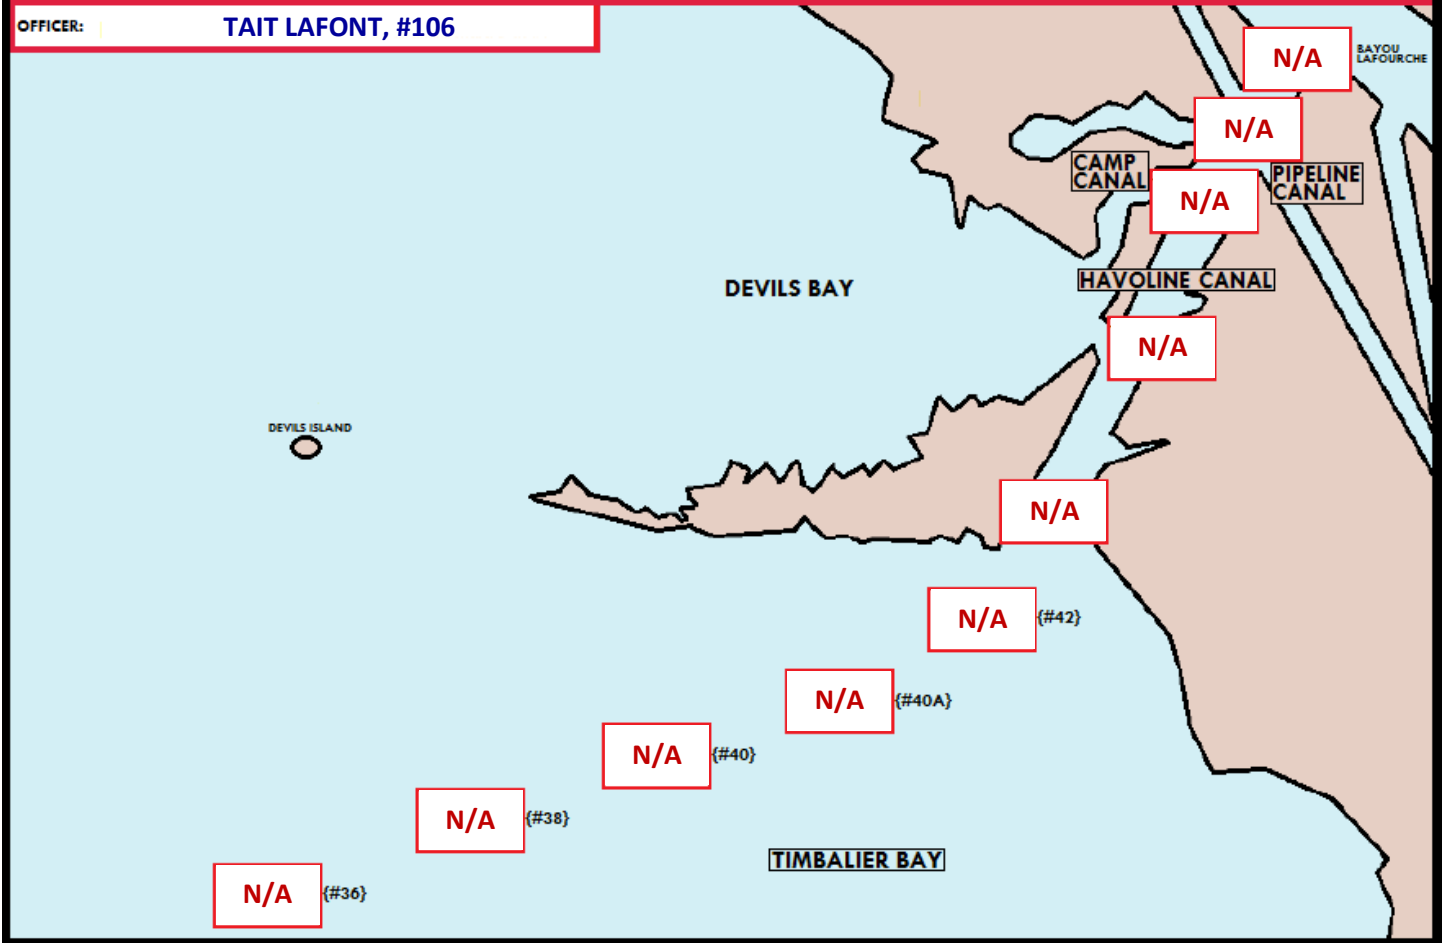 OFFICER: TAIT LAFONT, #106
N/A
BAYOU
LAFOURCHE
N/A
CAMP
CANAL
PIPELINE
CANAL
N/A
HAVOLINE CANAL
DEVILS BAY
N/A
DEVILS ISLAND
N/A
N/A {#42}
N/A {#40A}
N/A {#40}
N/A {#38}
TIMBALIER BAY
N/A {#36}